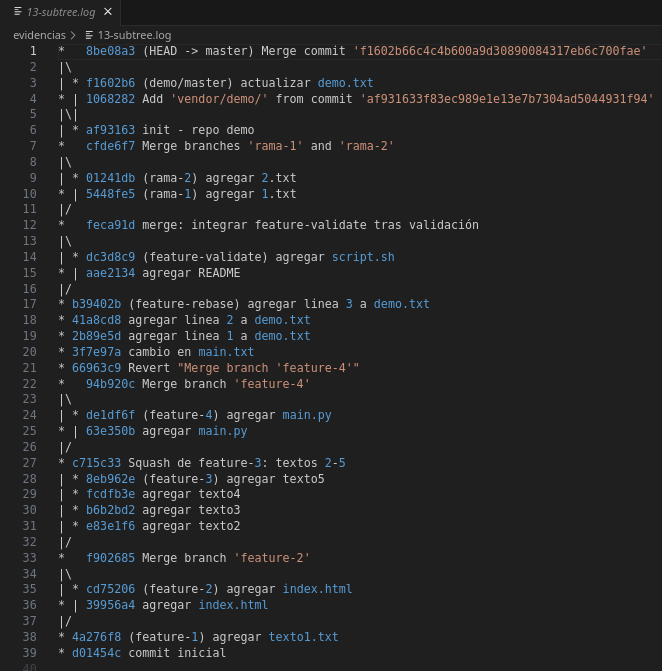 13-subtree.log ×
evidencias > 13-subtree.log
1 *   8be08a3 (HEAD -> master) Merge commit 'f1602b66c4c4b600a9d30890084317eb6c700fae'
2 |\
3 | * f1602b6 (demo/master) actualizar demo.txt
4 * | 1068282 Add 'vendor/demo/' from commit 'af931633f83ec989e1e13e7b7304ad5044931f94'
5 |\|
6 | * af93163 init - repo demo
7 *   cfde6f7 Merge branches 'rama-1' and 'rama-2'
8 |\
9 | * 01241db (rama-2) agregar 2.txt
10 * | 5448fe5 (rama-1) agregar 1.txt
11 |/
12 *   feca91d merge: integrar feature-validate tras validación
13 |\
14 | * dc3d8c9 (feature-validate) agregar script.sh
15 * | aae2134 agregar README
16 |/
17 * b39402b (feature-rebase) agregar linea 3 a demo.txt
18 * 41a8cd8 agregar linea 2 a demo.txt
19 * 2b89e5d agregar linea 1 a demo.txt
20 * 3f7e97a cambio en main.txt
21 * 66963c9 Revert "Merge branch 'feature-4'"
22 *   94b920c Merge branch 'feature-4'
23 |\
24 | * de1df6f (feature-4) agregar main.py
25 * | 63e350b agregar main.py
26 |/
27 * c715c33 Squash de feature-3: textos 2-5
28 | * 8eb962e (feature-3) agregar texto5
29 | * fcdfb3e agregar texto4
30 | * b6b2bd2 agregar texto3
31 | * e83e1f6 agregar texto2
32 |/
33 *   f902685 Merge branch 'feature-2'
34 |\
35 | * cd75206 (feature-2) agregar index.html
36 * | 39956a4 agregar index.html
37 |/
38 * 4a276f8 (feature-1) agregar texto1.txt
39 * d01454c commit inicial
40